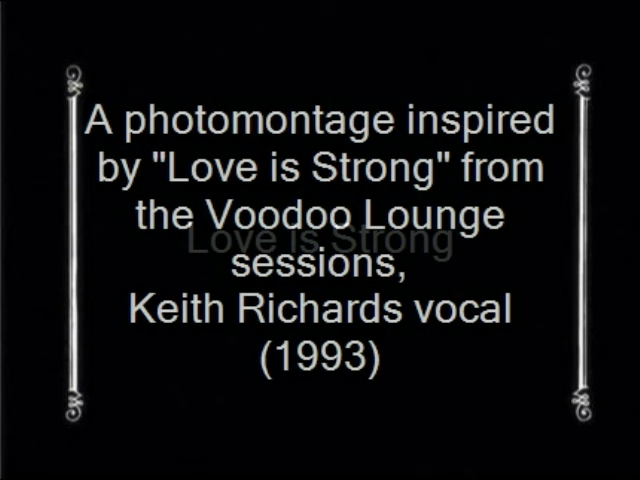 A photomontage inspired
by "Love is Strong" from
the Voodoo Lounge
Love is Strong
sessions,
Keith Richards vocal
(1993)